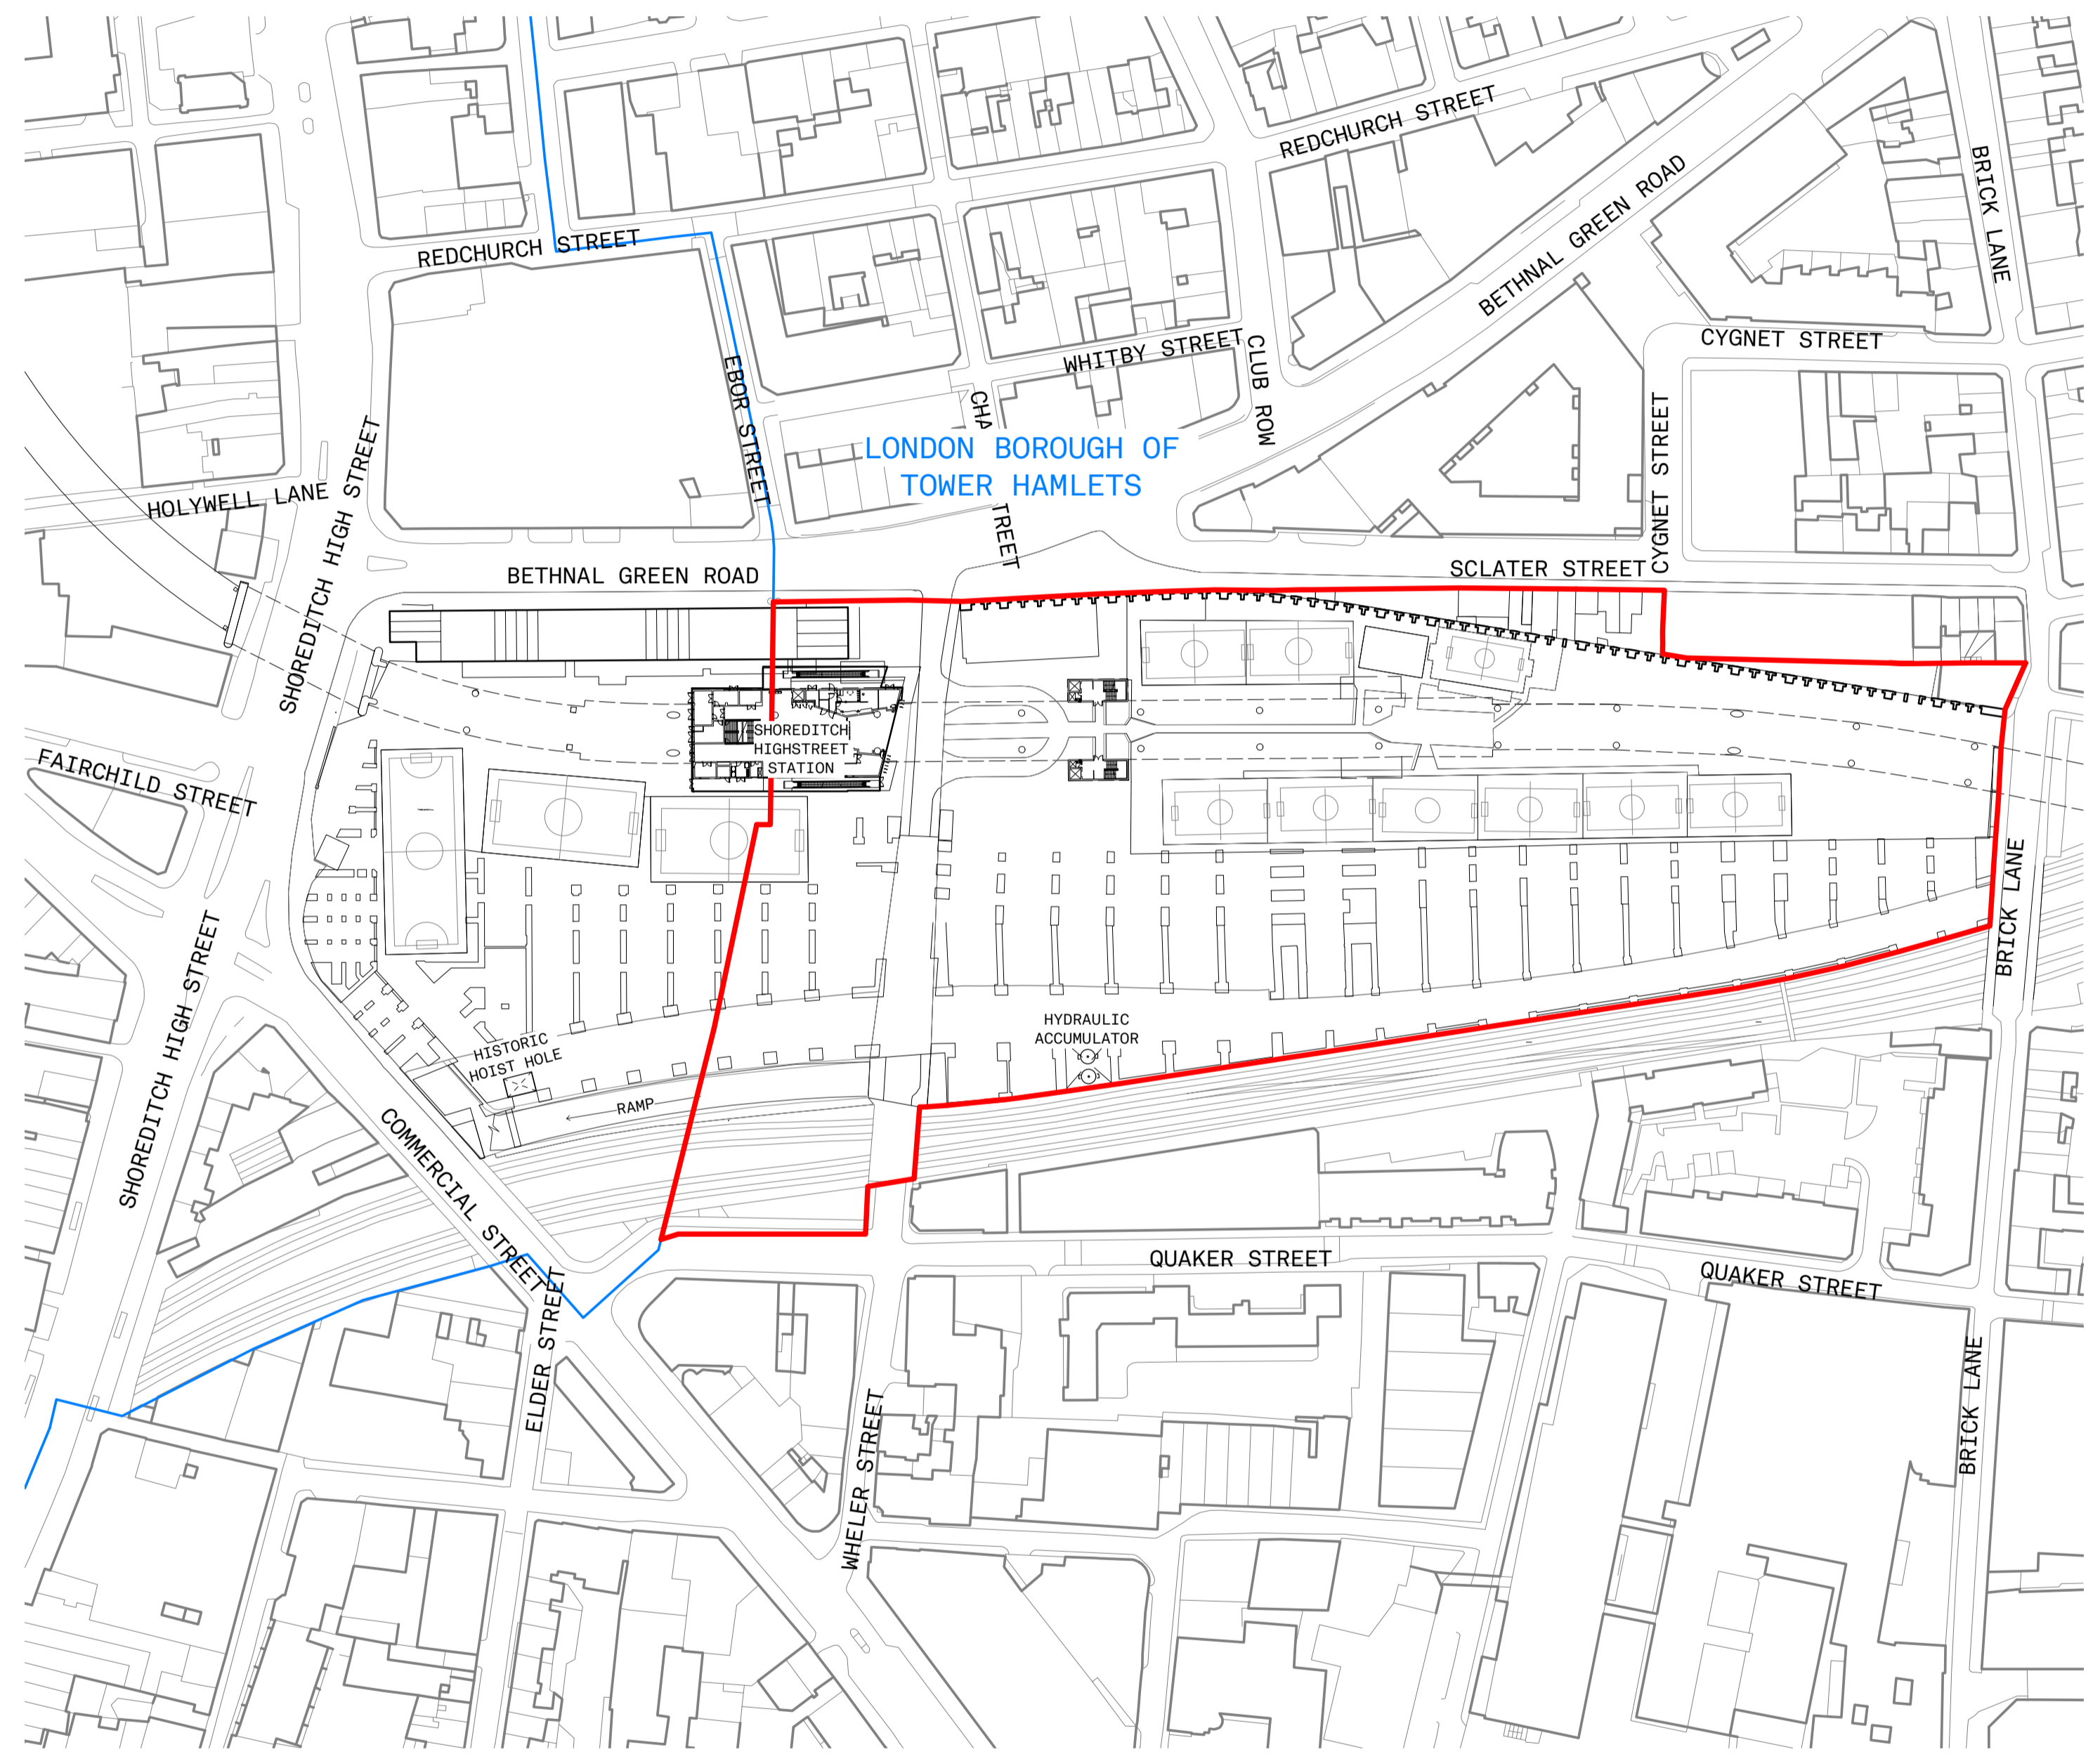 REDCHURCH STREET
BRICK LANE
REDCHURCH STREET
BETHNAL GREEN ROAD
CYGNET STREET
WHITBY STREET
CLUB ROW
EBOR STREET
CHA
TREET
LONDON BOROUGH OF
TOWER HAMLETS
CYGNET STREET
HOLYWELL LANE
SHOREDITCH HIGH STREET
BETHNAL GREEN ROAD
SCLATER STREET
SHOREDITCH
HIGHSTREET
STATION
FAIRCHILD STREET
BRICK LANE
SHOREDITCH HIGH STREET
HYDRAULIC
ACCUMULATOR
HISTORIC
HOIST HOLE
RAMP
COMMERCIAL STREET
QUAKER STREET
QUAKER STREET
ELDER STREET
WHELER STREET
BRICK LANE